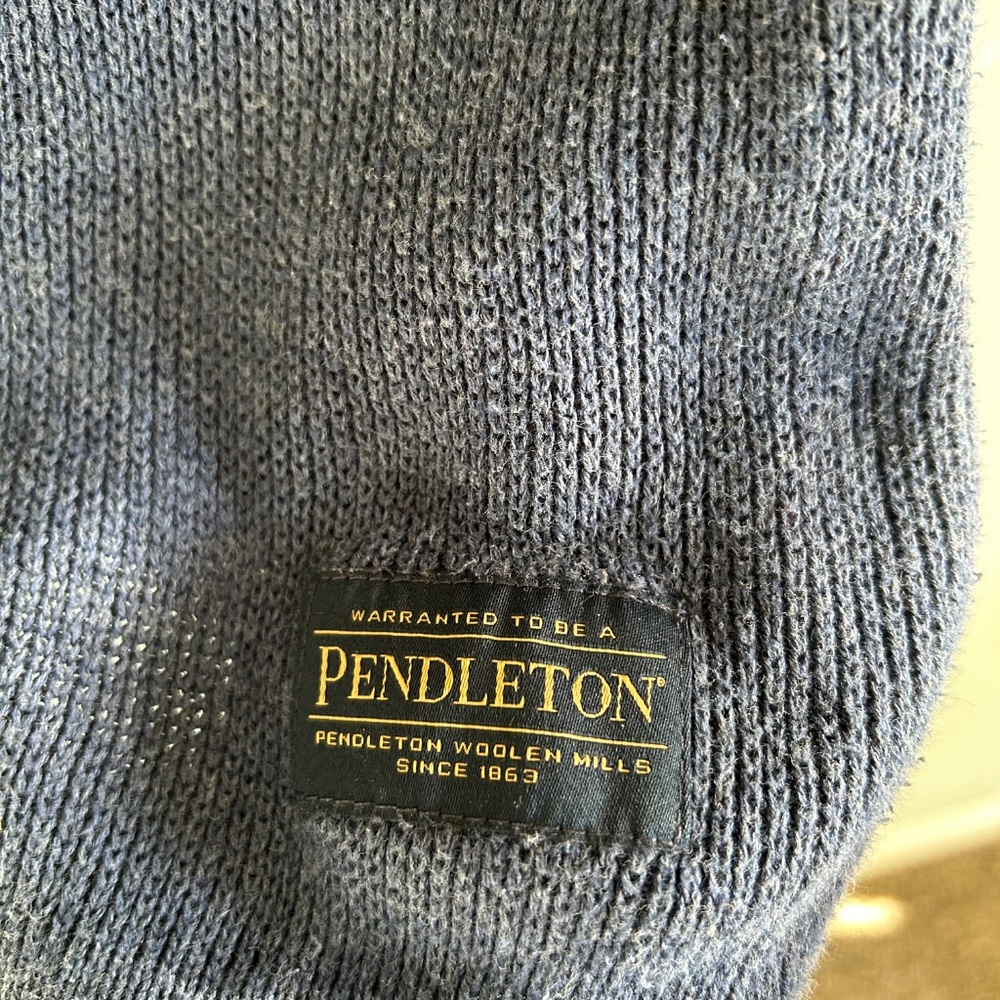 WARRANTED TO BE A
PENDLETON®
PENDLETON WOOLEN MILLS
SINCE 1863